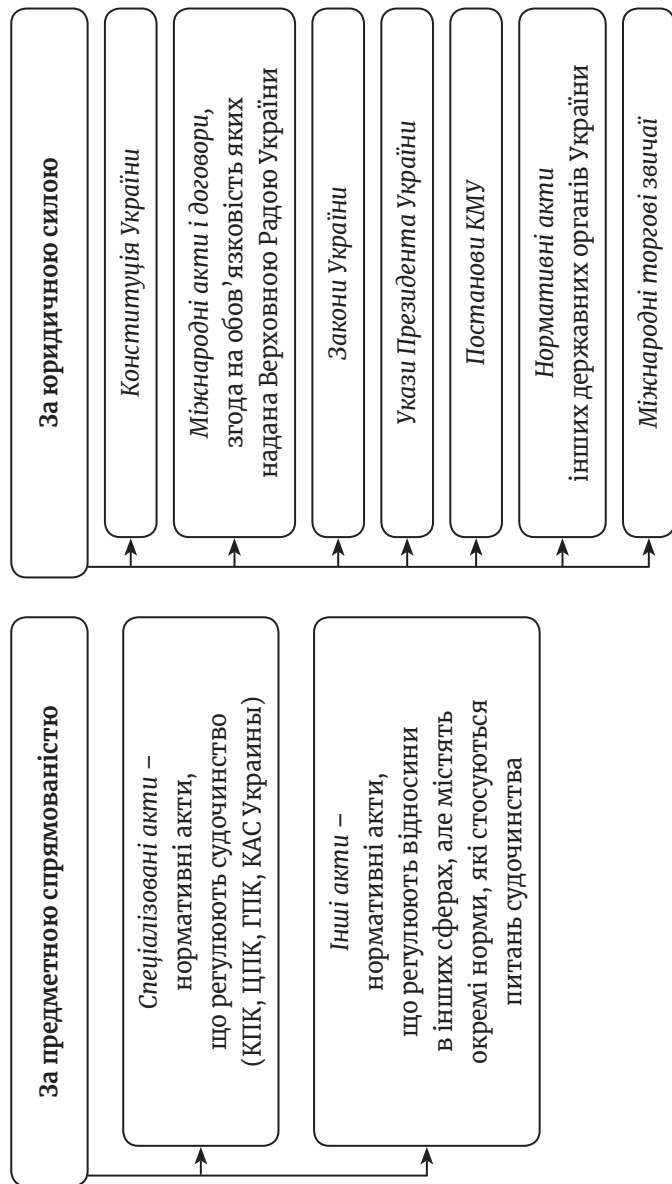 За предметною спрямованістю
Спеціалізовані акти –
нормативні акти,
що регулюють судочинство
(КПК, ЦПК, ГПК, КАС Украины)
Інші акти –
нормативні акти,
що регулюють відносини
в інших сферах, але містять
окремі норми, які стосуються
питань судочинства
За юридичною силою
Конституція України
Міжнародні акти і договори,
згода на обов’язковість яких
надана Верховною Радою України
Закони України
Укази Президента України
Постанови КМУ
Нормативні акти
інших державних органів України
Міжнародні торгові звичаї